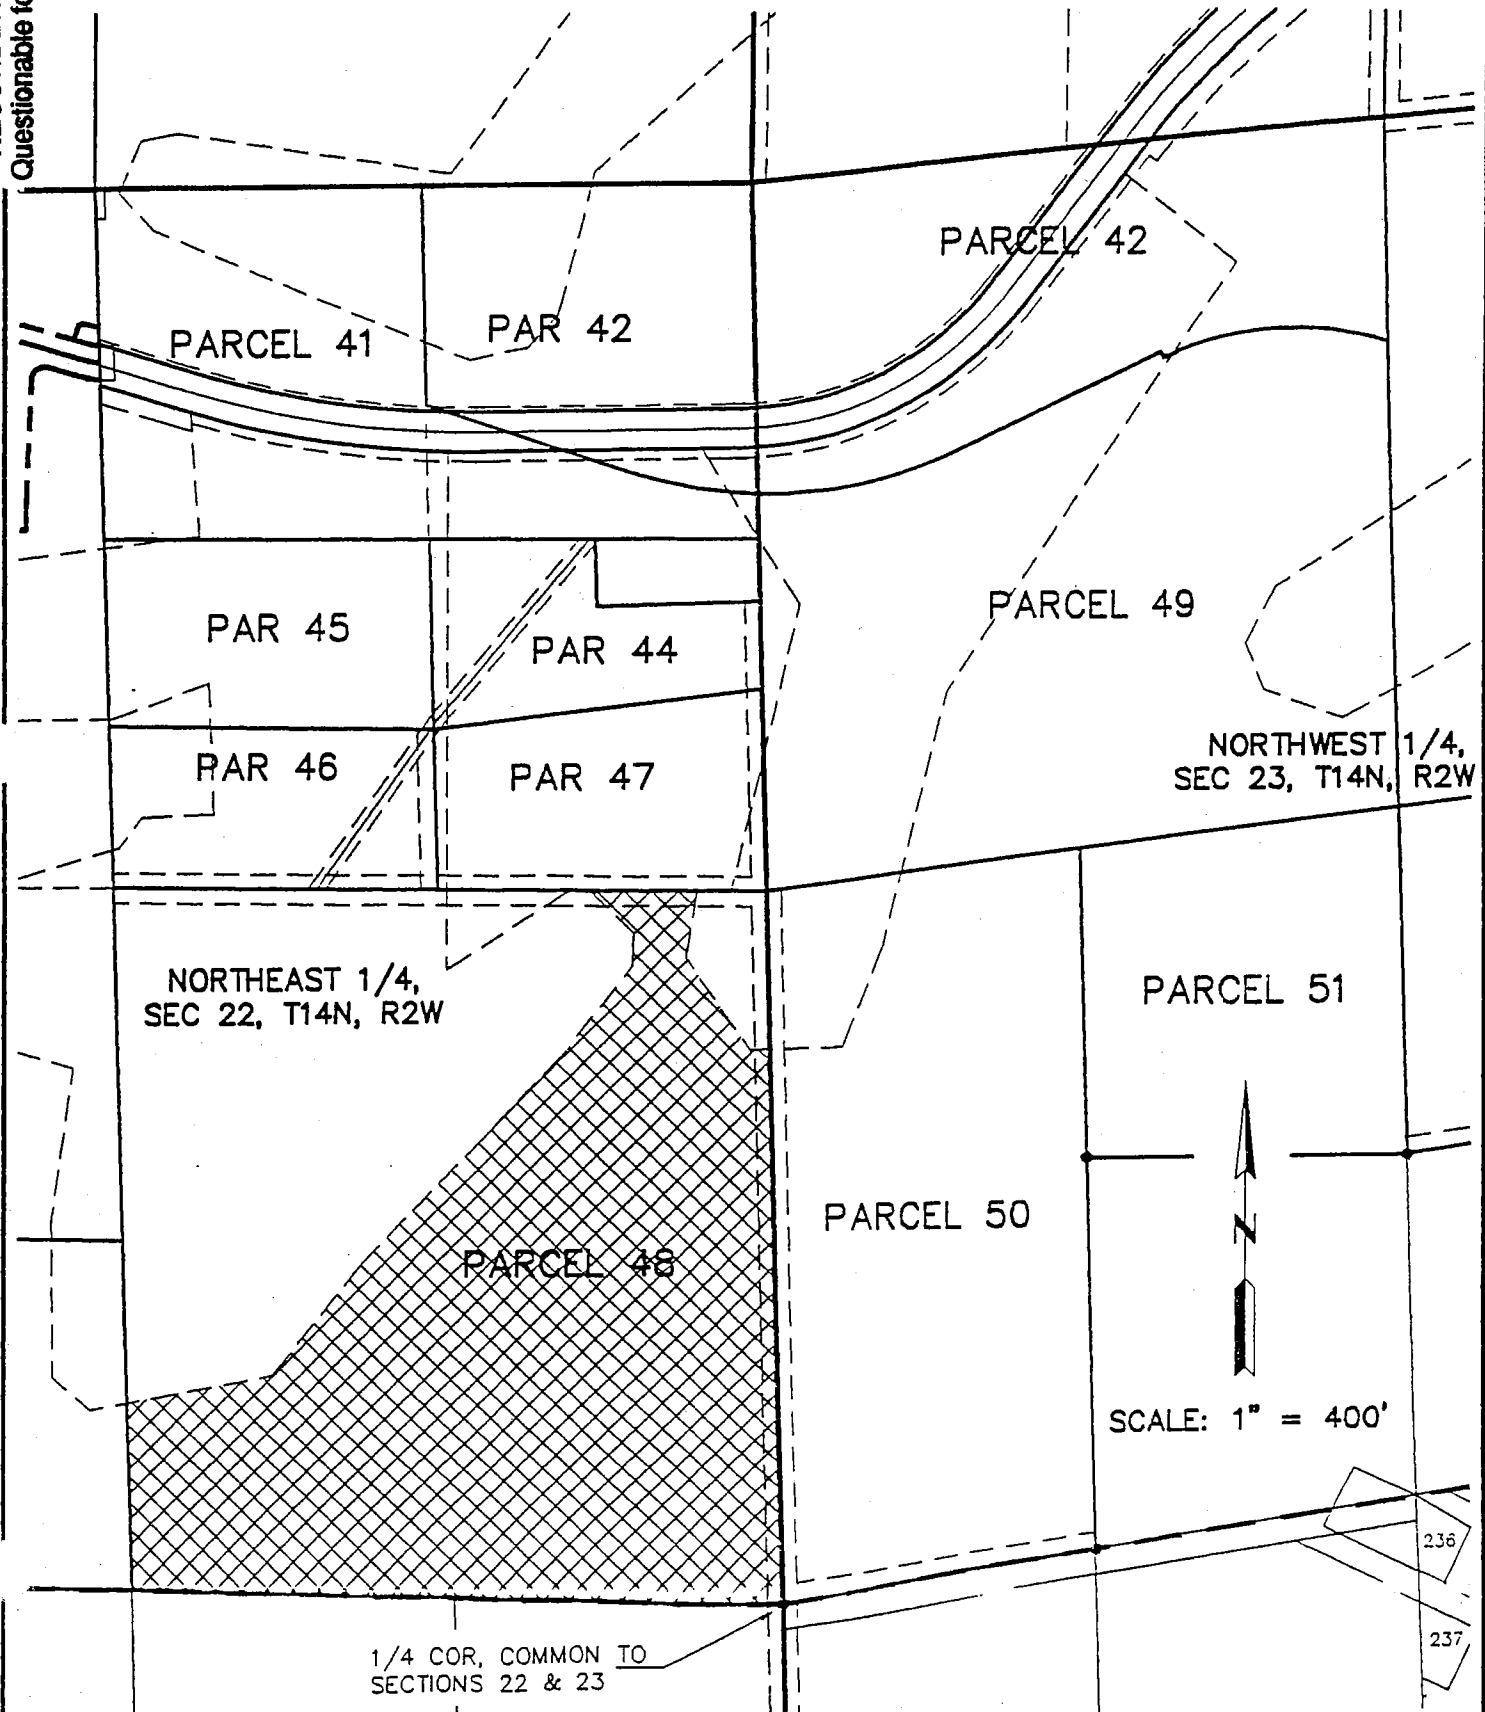 Questionable fo
PARCEL 42
PAR 42
PARCEL 41
PARCEL 49
PAR 45
PAR 44
NORTHWEST 1/4,
SEC 23, T14N, R2W
PAR 46
PAR 47
NORTHEAST 1/4,
SEC 22, T14N, R2W
PARCEL 51
PARCEL 50
N
PARCEL 48
SCALE: 1" = 400'
236
237
1/4 COR, COMMON TO
SECTIONS 22 & 23